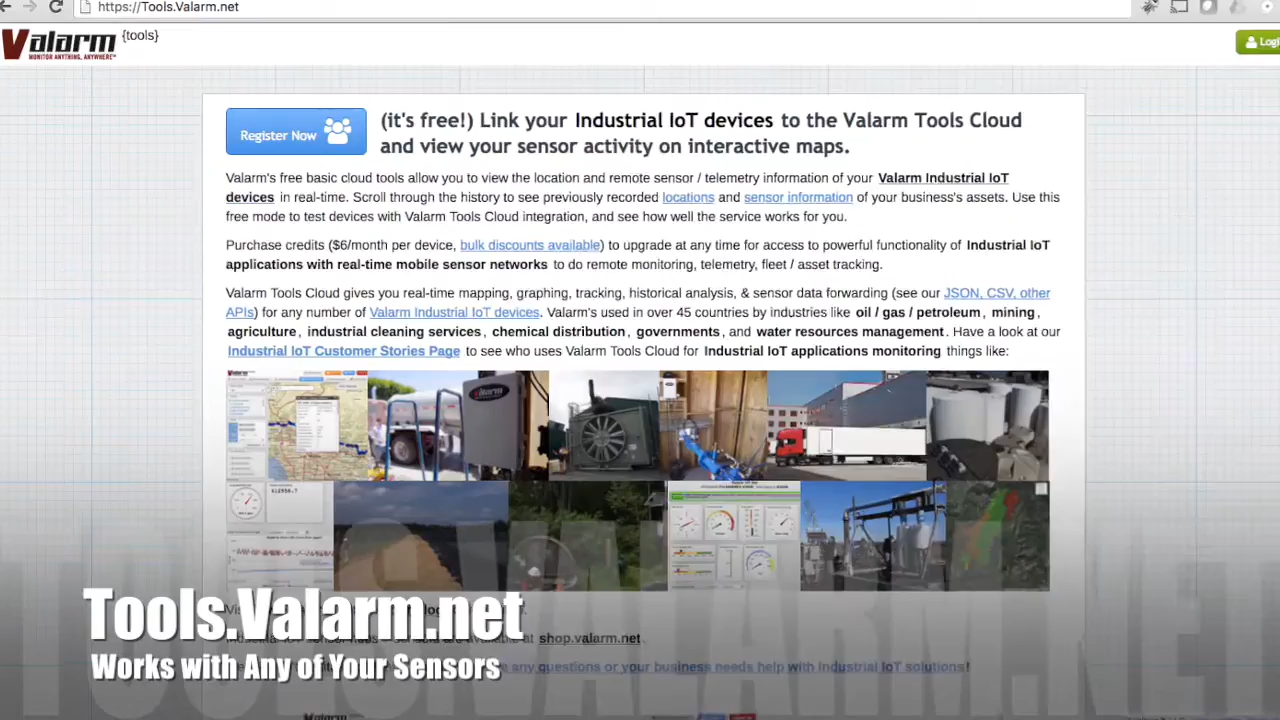 https://Tools.Valarm.net
Valarm {tools}
MONITOR ANYTHING, ANYWHERE
Logi
Register Now
(it's free!) Link your Industrial IoT devices to the Valarm Tools Cloud
and view your sensor activity on interactive maps.
Valarm's free basic cloud tools allow you to view the location and remote sensor / telemetry information of your Valarm Industrial IoT
devices in real-time. Scroll through the history to see previously recorded locations and sensor information of your business's assets. Use this
free mode to test devices with Valarm Tools Cloud integration, and see how well the service works for you.
Purchase credits ($6/month per device, bulk discounts available) to upgrade at any time for access to powerful functionality of Industrial IoT
applications with real-time mobile sensor networks to do remote monitoring, telemetry, fleet / asset tracking.
Valarm Tools Cloud gives you real-time mapping, graphing, tracking, historical analysis, & sensor data forwarding (see our JSON, CSV, other
APIs) for any number of Valarm Industrial IoT devices. Valarm's used in over 45 countries by industries like oil / gas / petroleum, mining,
agriculture, industrial cleaning services, chemical distribution, governments, and water resources management. Have a look at our
Industrial IoT Customer Stories Page to see who uses Valarm Tools Cloud for Industrial IoT applications monitoring things like:
valarm
Tools.Valarm.net
are available at shop.valarm.net.
Works with Any of Your Sensors
any questions or your business needs help with Industrial IoT solutions!
TOOLS.VALARM.NET